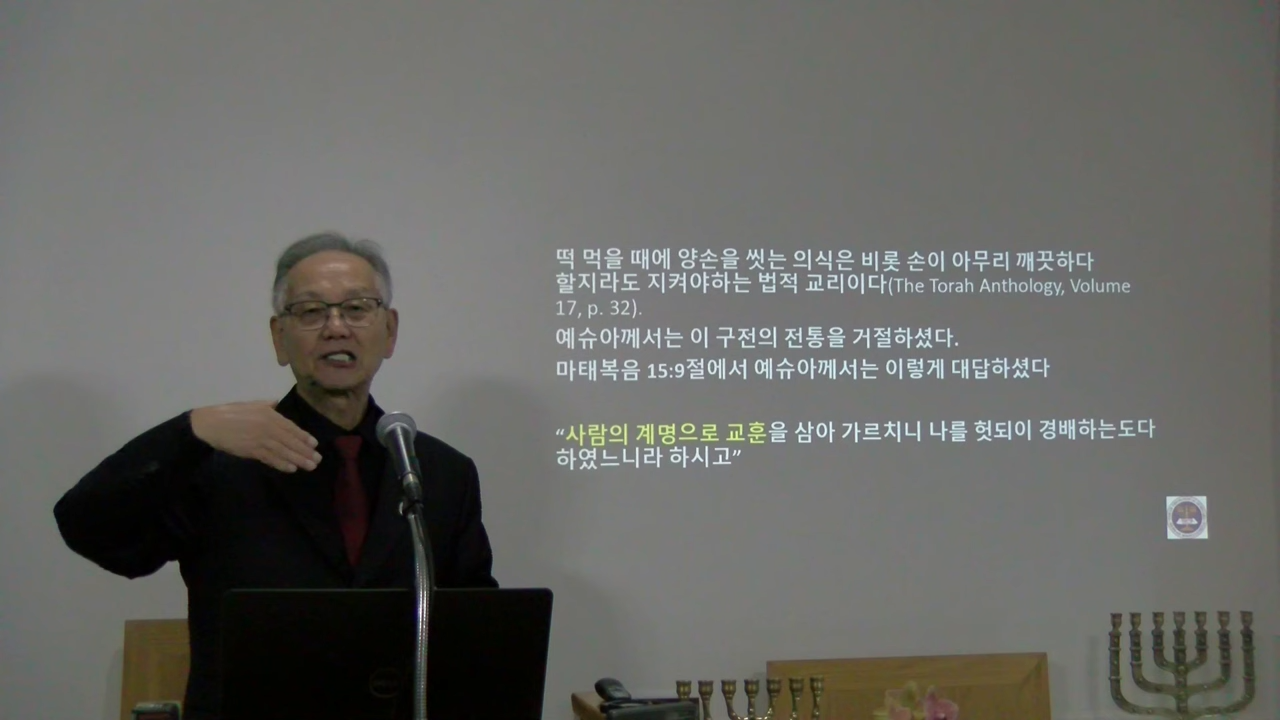 떡 먹을 때에 양손을 씻는 의식은 비롯 손이 아무리 깨끗하다
할지라도 지켜야하는 법적 교리이다(The Torah Anthology, Volume
17, p. 32).
예슈아께서는 이 구전의 전통을 거절하셨다.
마태복음 15:9절에서 예슈아께서는 이렇게 대답하셨다
“사람의 계명으로 교훈을 삼아 가르치니 나를 헛되이 경배하는도다
하였느니라 하시고”
DELL